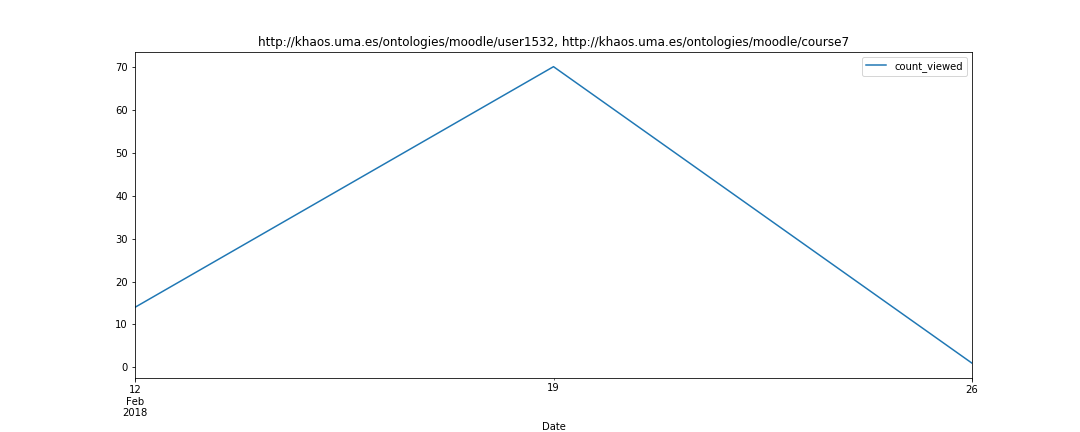 http://khaos.uma.es/ontologies/moodle/user1532, http://khaos.uma.es/ontologies/moodle/course7
count_viewed
70
60
50
40
30
20
10
0
12 19 26
Feb
2018
Date